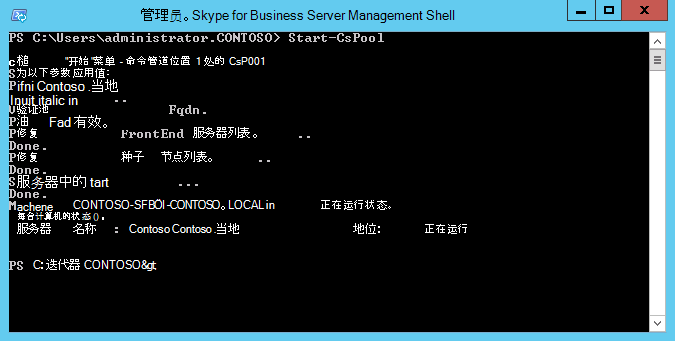 管理员。Skype for Business Server Management Shell
PS C:\Users\administrator.CONTOSO> Start-CsPool
c槌 "开始"菜单 - 命令管道位置 1 处的 CsP001
S为以下参数应用值:
Pifni Contoso .当地
Inuit italic in ..
V验证池 Fqdn.
P油 Fad 有效。
P修复 FrontEnd 服务器列表。 ..
Done.
P修复 种子 节点列表。 ..
Done.
S服务器中的 tart ...
Done.
Machene CONTOSO-SFBÖI-CONTOSO。LOCAL in 正在运行状态。
每台计算机的状态()。
服务器 名称 : Contoso Contoso .当地 地位: 正在运行
PS C: 迭代器 CONTOSO&gt;